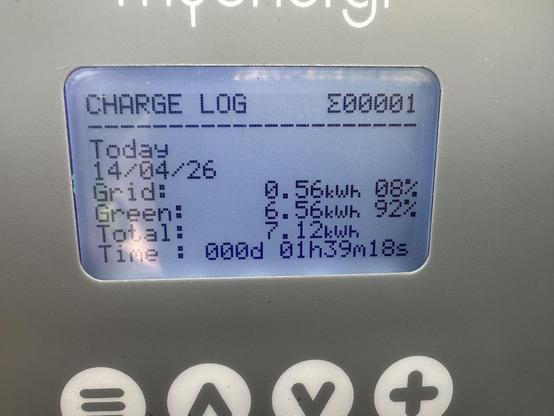 myenergi
CHARGE LOG Σ00001
Today
14/04/26
Grid: 0.56kWh 08%
Green: 6.56kWh 92%
Total: 7.12kWh
Time : 000d 01h39m18s